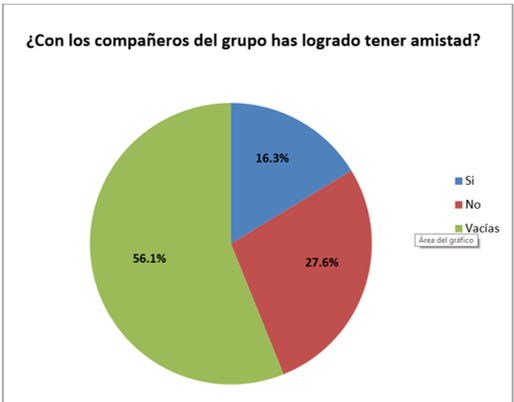 ¿Con los compañeros del grupo has logrado tener amistad?
16.3%
Si
No
Vacías
Área del gráfico
56.1%
27.6%